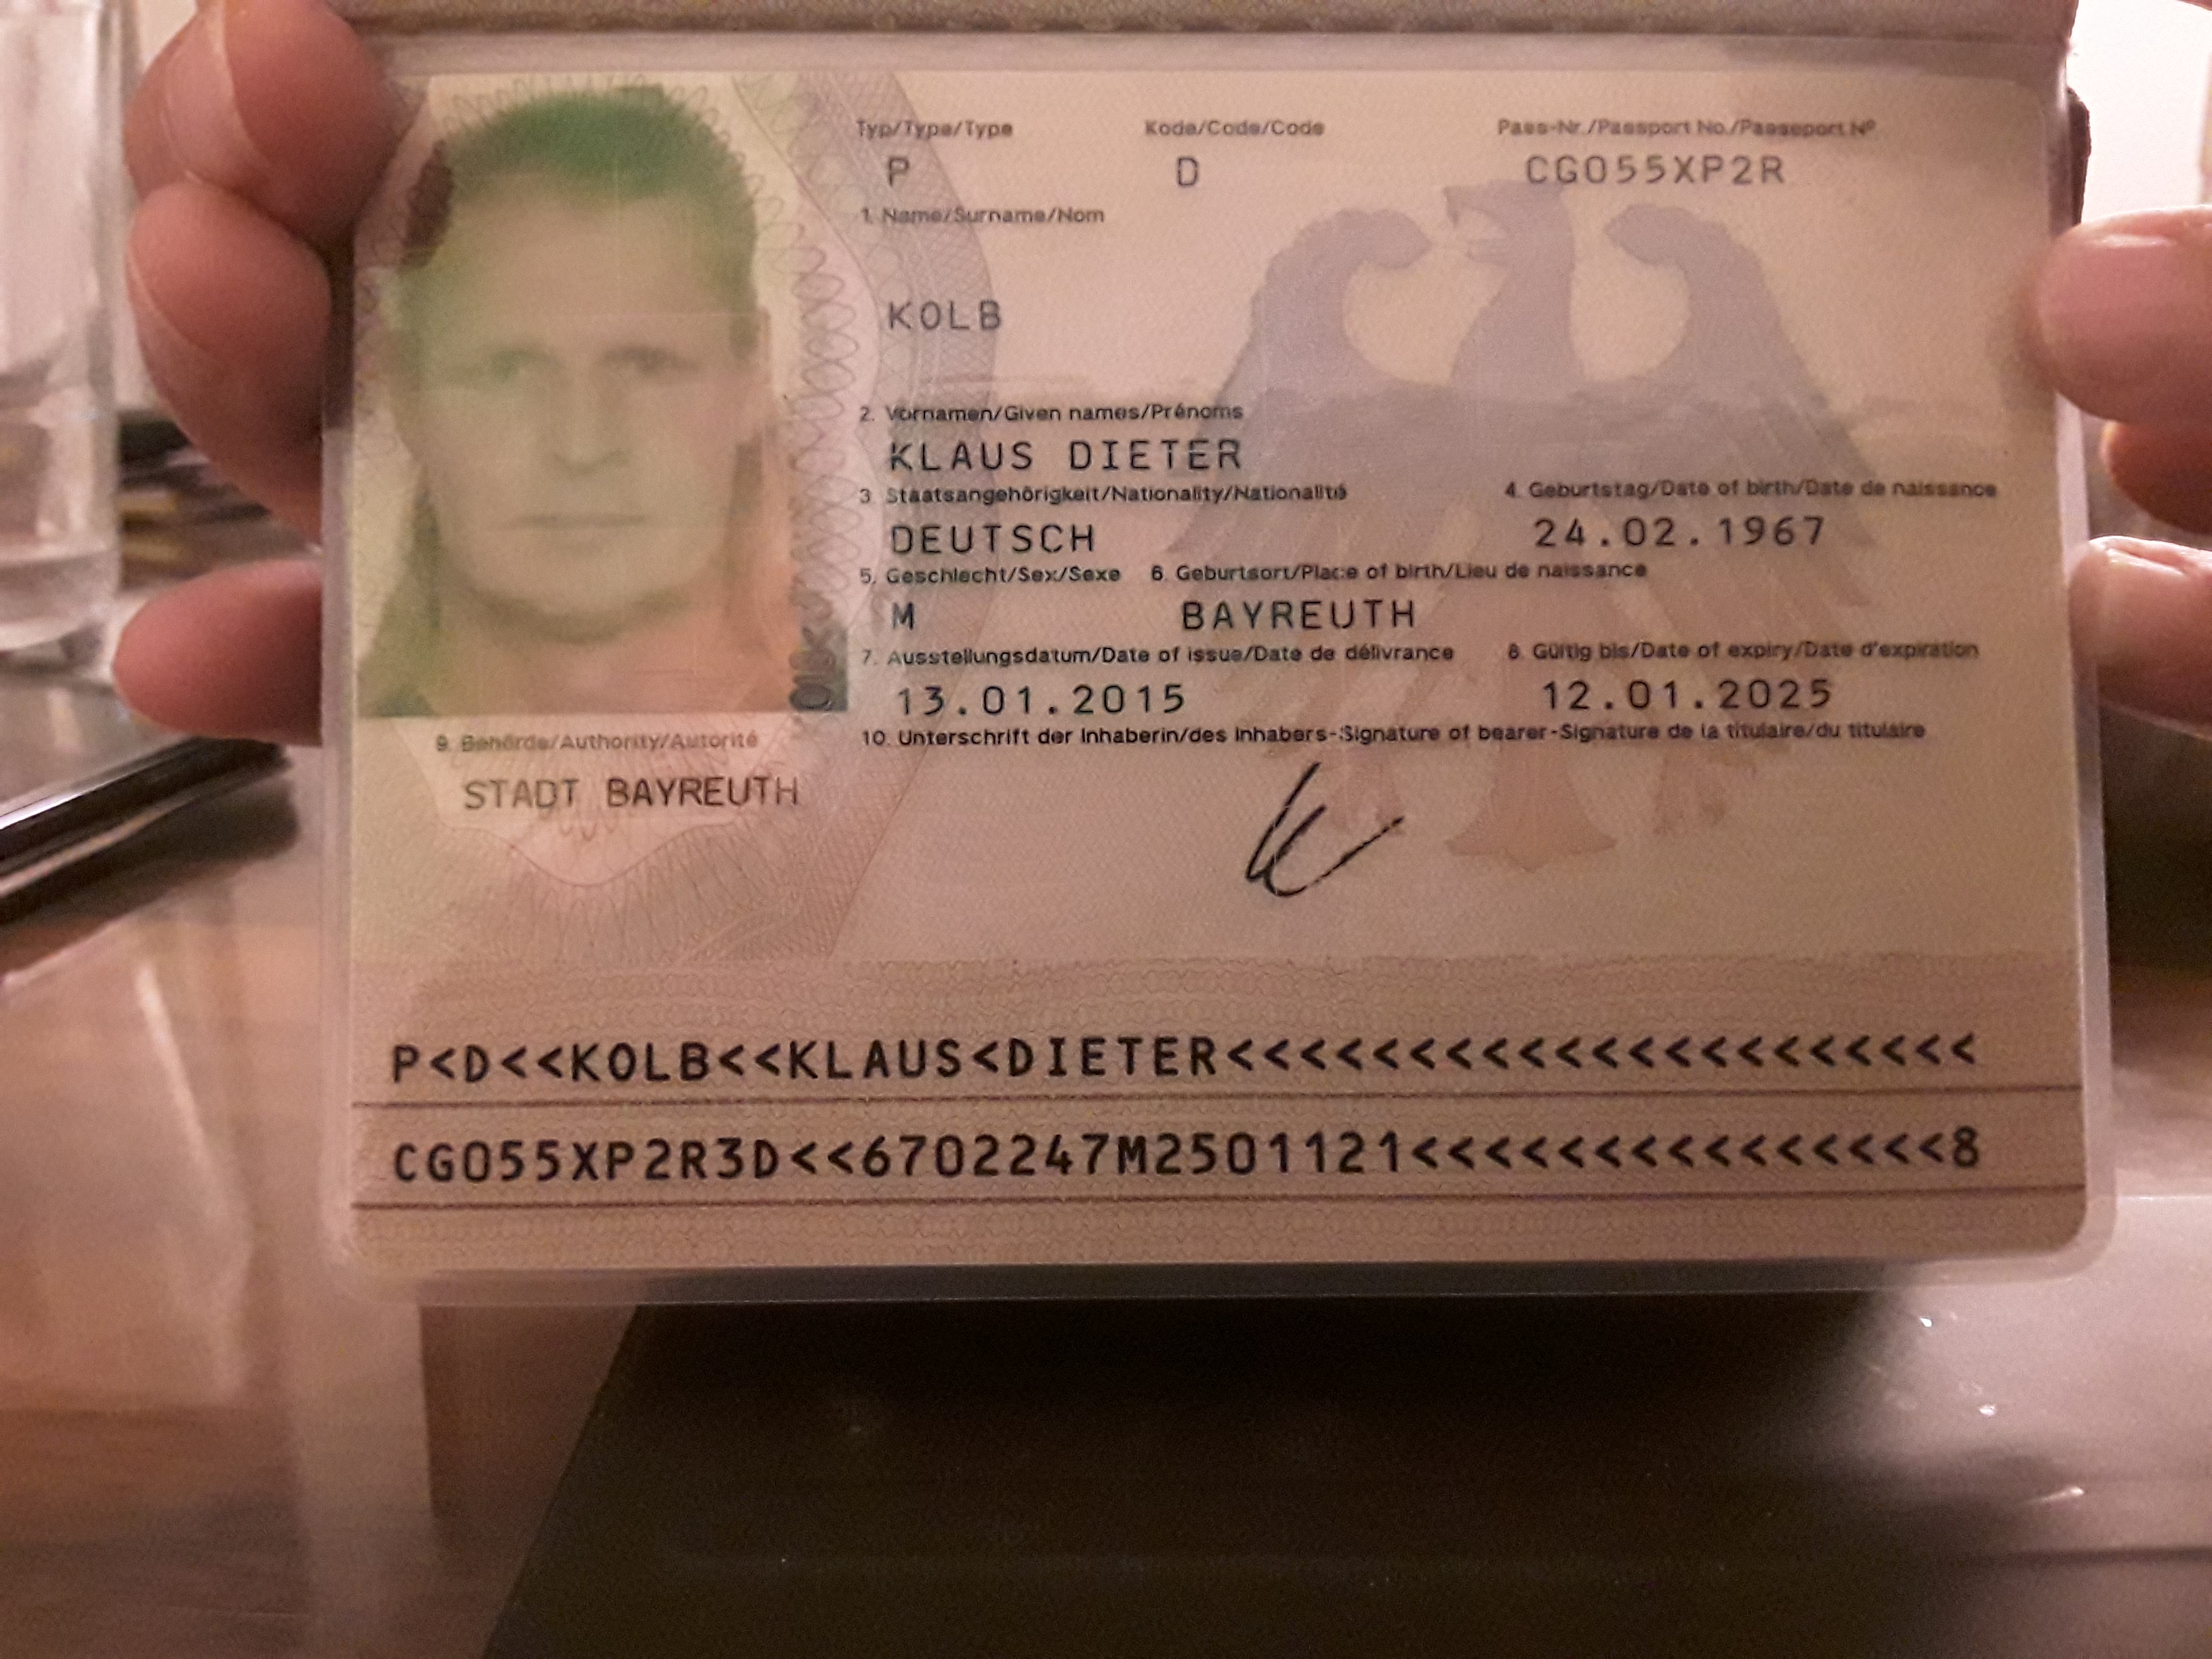 Typ/Type/Type Kode/Code/Code Pass-Nr./Passport No./Passeport Nº
P D CG055XP2R
1. Name/Surname/Nom
KOLB
2. Vornamen/Given names/Prénoms
KLAUS DIETER
3. Staatsangehörigkeit/Nationality/Nationalité 4. Geburtstag/Date of birth/Date de naissance
DEUTSCH 24.02.1967
5. Geschlecht/Sex/Sexe 6. Geburtsort/Place of birth/Lieu de naissance
M BAYREUTH
7. Ausstellungsdatum/Date of issue/Date de délivrance 8. Gültig bis/Date of expiry/Date d'expiration
13.01.2015 12.01.2025
9. Behörde/Authority/Autorité 10. Unterschrift der Inhaberin/des Inhabers-Signature of bearer-Signature de la titulaire/du titulaire
STADT BAYREUTH
P<D<<KOLB<<KLAUS<DIETER<<<<<<<<<<<<<<<<<<<<<
CG055XP2R3D<<6702247M2501121<<<<<<<<<<<<<<<8